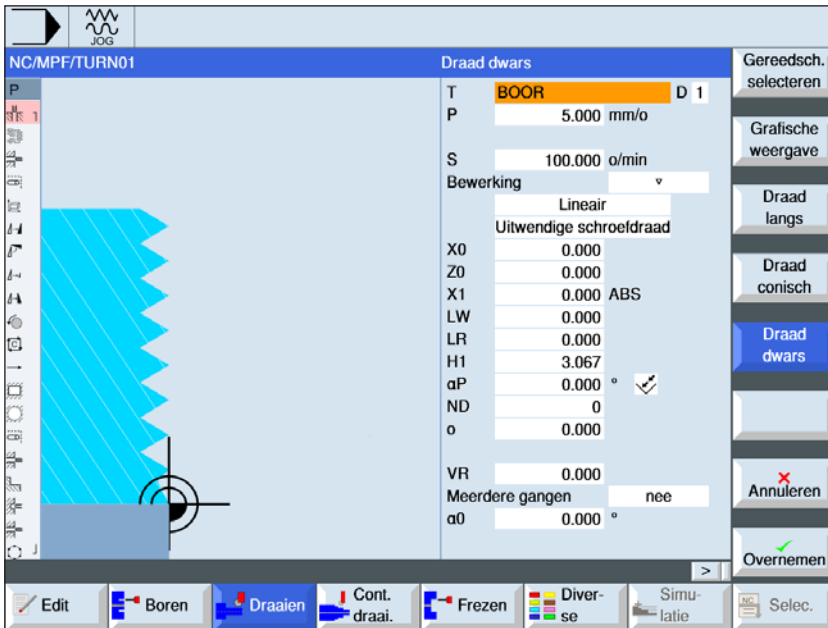 JOG
NC/MPF/TURN01
Draad dwars
P
1
T BOOR D 1
P 5.000 mm/o
S 100.000 o/min
Bewerking ▿
Lineair
Uitwendige schroefdraad
X0 0.000
Z0 0.000
X1 0.000 ABS
LW 0.000
LR 0.000
H1 3.067
αP 0.000 °
ND 0
o 0.000
VR 0.000
Meerdere gangen nee
α0 0.000 °
Gereedsch.
selecteren
Grafische
weergave
Draad
langs
Draad
conisch
Draad
dwars
Annuleren
Overnemen
>
Edit
Boren
Draaien
Cont.
draai.
Frezen
Diver-
se
Simu-
latie
NC
Selec.